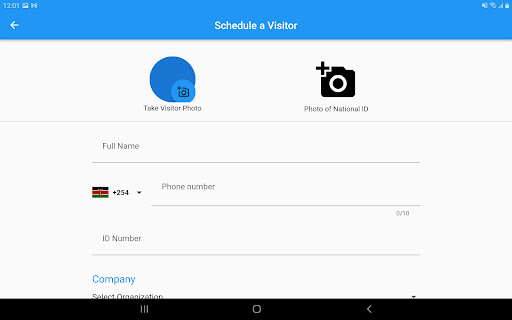 12:01
Schedule a Visitor
Take Visitor Photo
Photo of National ID
Full Name
+254
Phone number
0/10
ID Number
Company
Select Organization